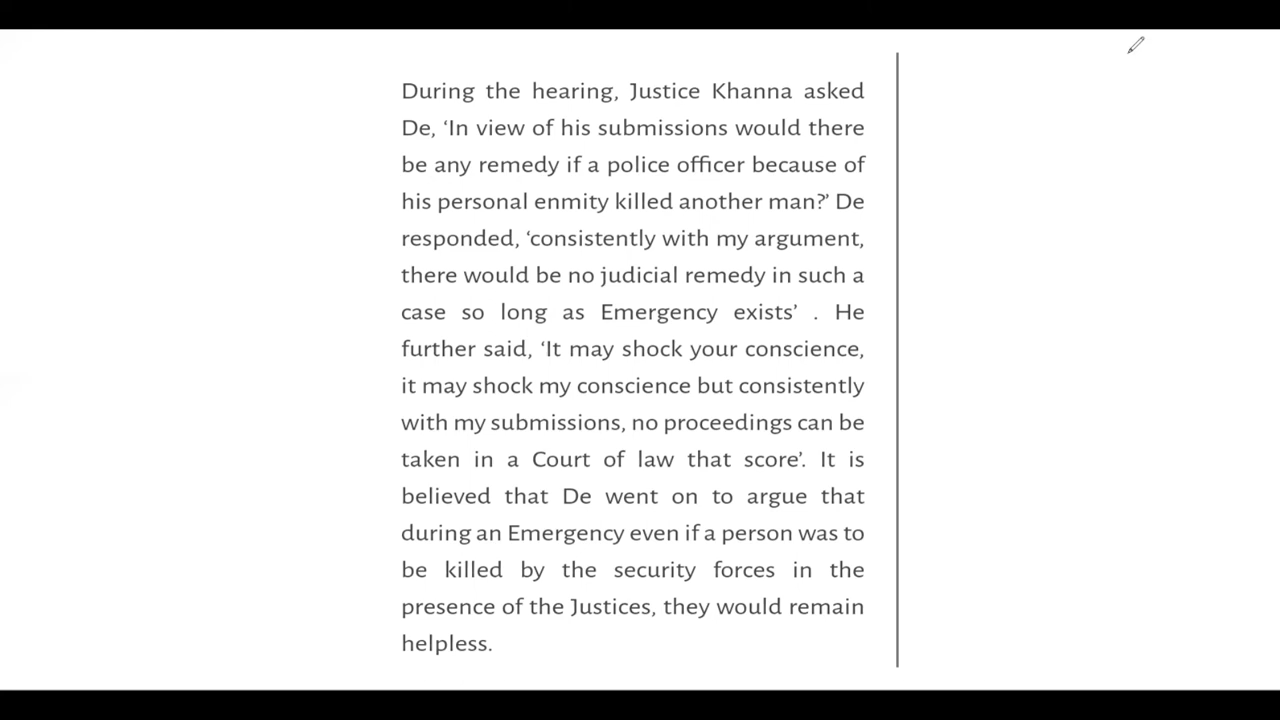 During the hearing, Justice Khanna asked
De, ‘In view of his submissions would there
be any remedy if a police officer because of
his personal enmity killed another man?’ De
responded, ‘consistently with my argument,
there would be no judicial remedy in such a
case so long as Emergency exists’ . He
further said, ‘It may shock your conscience,
it may shock my conscience but consistently
with my submissions, no proceedings can be
taken in a Court of law that score’. It is
believed that De went on to argue that
during an Emergency even if a person was to
be killed by the security forces in the
presence of the Justices, they would remain
helpless.